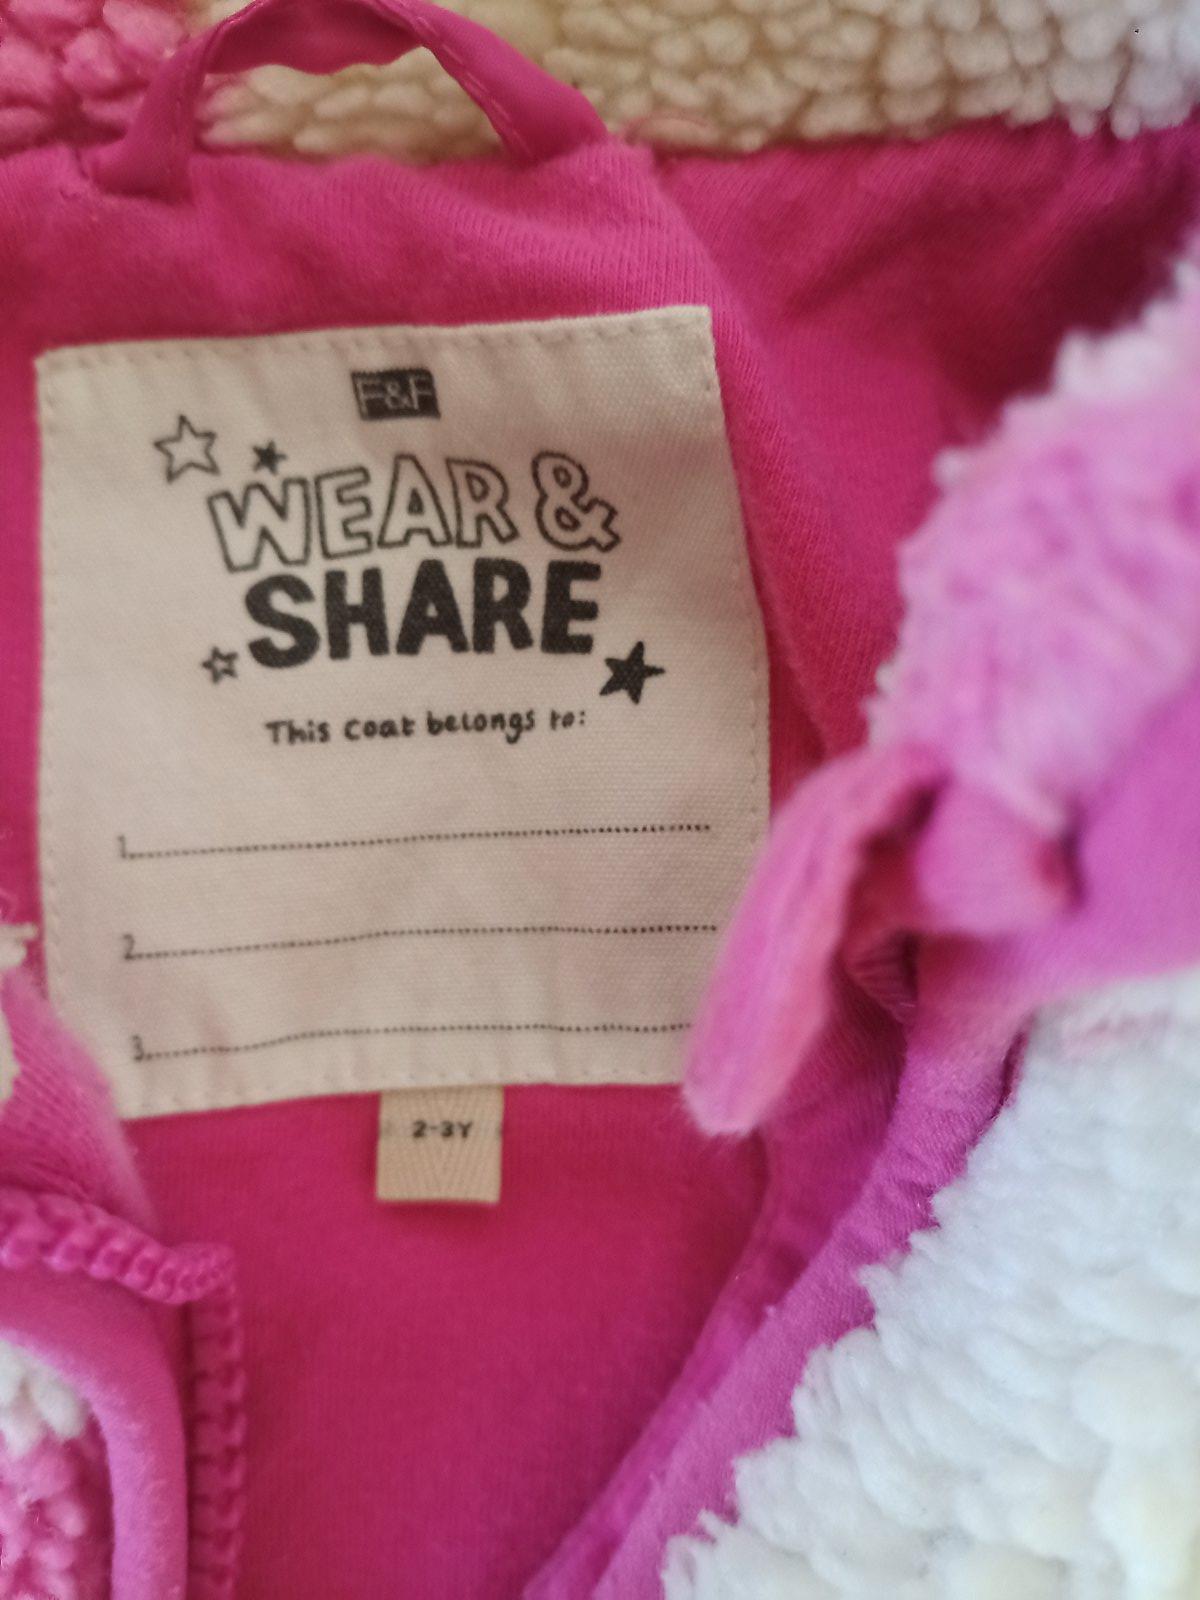 F&F
WEAR &
SHARE
This coat belongs to:
1.
2.
3.
2-3Y